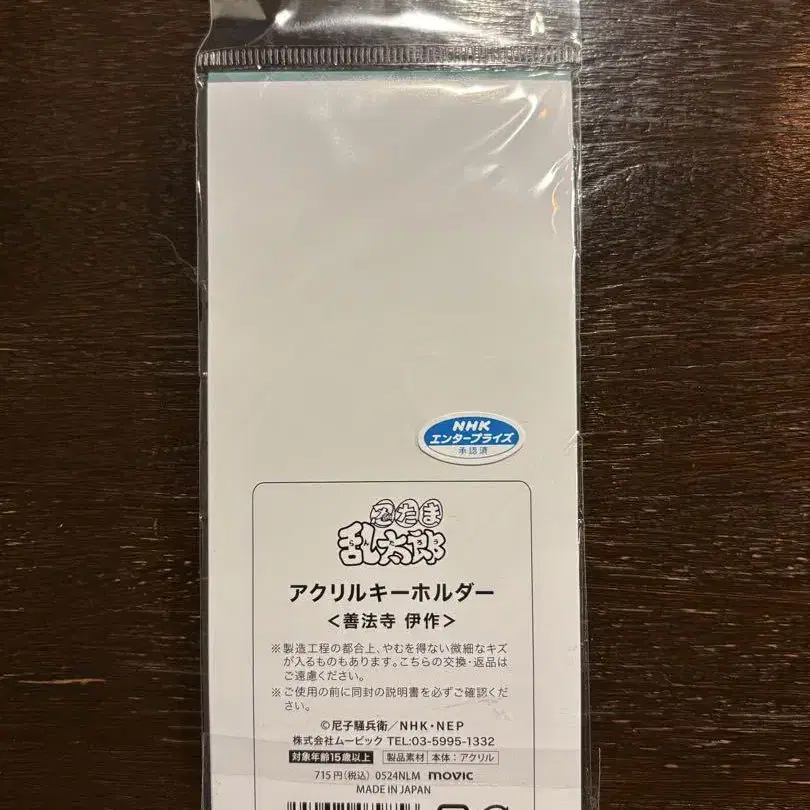 NHK
エンタープライズ
承認済
忍たま
乱太郎
らんたろう
アクリルキーホルダー
<善法寺 伊作>
※製造工程の都合上、やむを得ない微細なキズ
が入るものもあります。こちらの交換・返品は
ご遠慮ください。
※ご使用の前に同封の説明書を必ずご確認くだ
さい。
©尼子騒兵衛/NHK・NEP
株式会社ムービック TEL:03-5995-1332
対象年齢15歳以上 製品素材 本体:アクリル
715円(税込) 0524NLM movic
MADE IN JAPAN